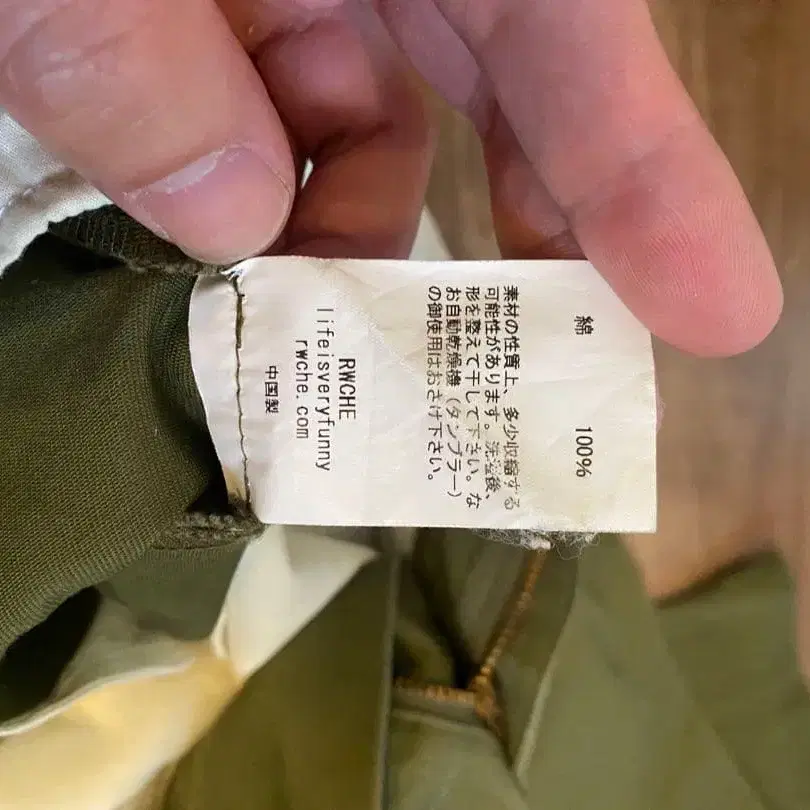 綿 100%
素材の性質上、多少収縮する
可能性があります。洗濯後、
形を整えて干して下さい。な
お自動乾燥機（タンブラー）
の御使用はおさけ下さい。
RWCHE
lifeisveryfunny
rwche.com
中国製